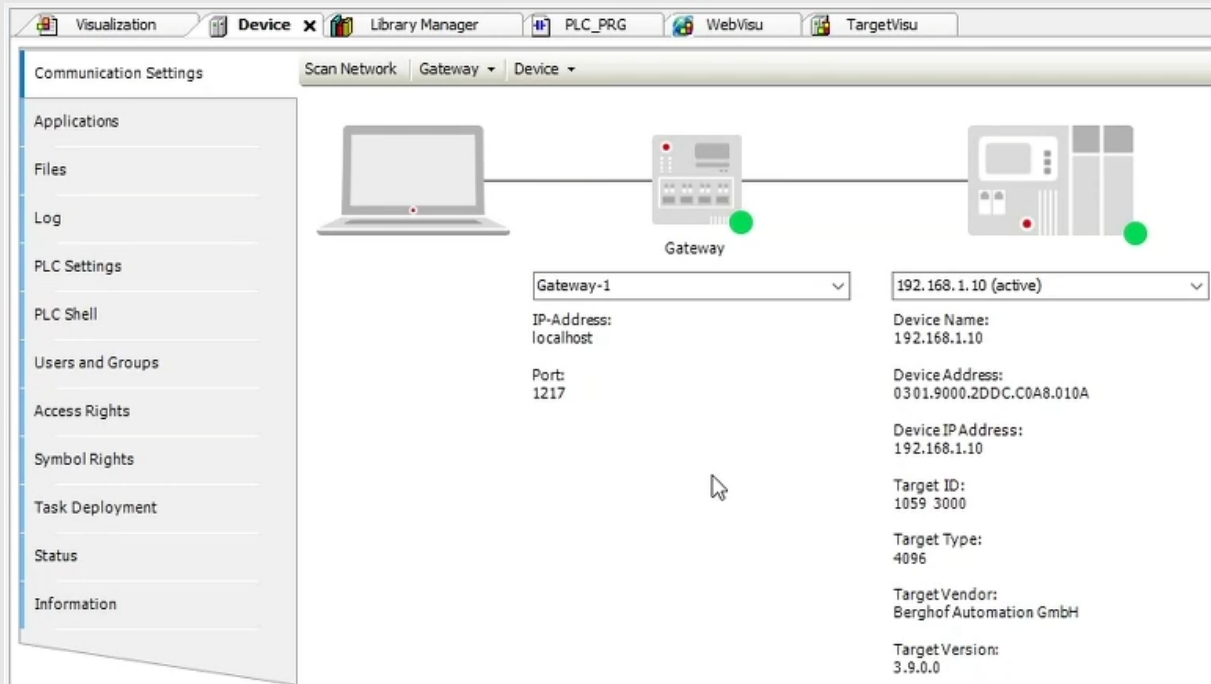 Visualization
Device
Library Manager
PLC_PRG
WebVisu
TargetVisu
Communication Settings
Applications
Files
Log
PLC Settings
PLC Shell
Users and Groups
Access Rights
Symbol Rights
Task Deployment
Status
Information
Scan Network
Gateway
Device
Gateway
Gateway-1
IP-Address:
localhost
Port:
1217
192.168.1.10 (active)
Device Name:
192.168.1.10
Device Address:
0301.9000.2DDC.C0A8.010A
Device IP Address:
192.168.1.10
Target ID:
1059 3000
Target Type:
4096
Target Vendor:
Berghof Automation GmbH
Target Version:
3.9.0.0